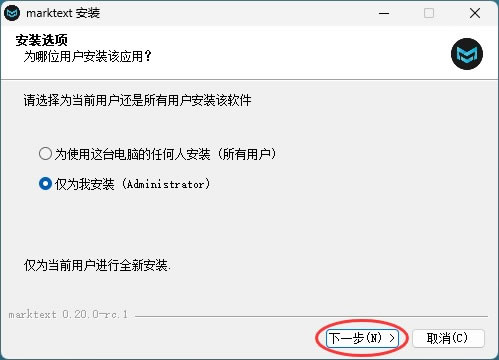 marktext 安装
安装选项
为哪位用户安装该应用？
请选择为当前用户还是所有用户安装该软件
为使用这台电脑的任何人安装 (所有用户)
仅为我安装 (Administrator)
仅为当前用户进行全新安装.
marktext 0.20.0-rc.1
下一步(N) >
取消(C)